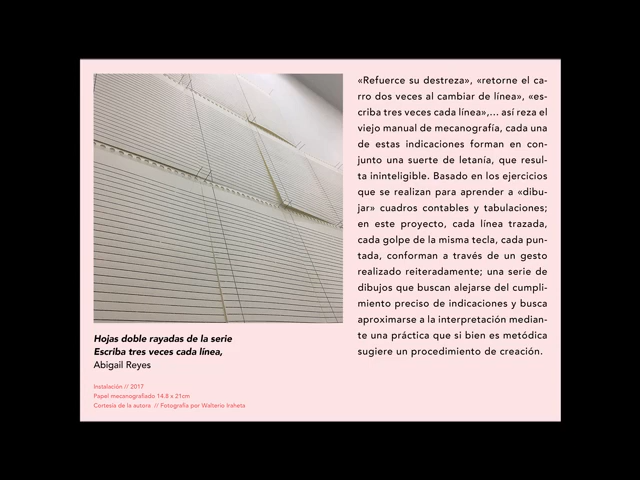 «Refuerce su destreza», «retorne el ca-
rro dos veces al cambiar de línea», «es-
criba tres veces cada línea»,... así reza el
viejo manual de mecanografía, cada una
de estas indicaciones forman en con-
junto una suerte de letanía, que resul-
ta ininteligible. Basado en los ejercicios
que se realizan para aprender a «dibu-
jar» cuadros contables y tabulaciones;
en este proyecto, cada línea trazada,
cada golpe de la misma tecla, cada pun-
tada, conforman a través de un gesto
realizado reiteradamente; una serie de
dibujos que buscan alejarse del cumpli-
miento preciso de indicaciones y busca
aproximarse a la interpretación median-
te una práctica que si bien es metódica
sugiere un procedimiento de creación.
Hojas doble rayadas de la serie
Escriba tres veces cada línea,
Abigail Reyes
Instalación // 2017
Papel mecanografiado 14.8 x 21cm
Cortesía de la autora // Fotografía por Walterio Iraheta